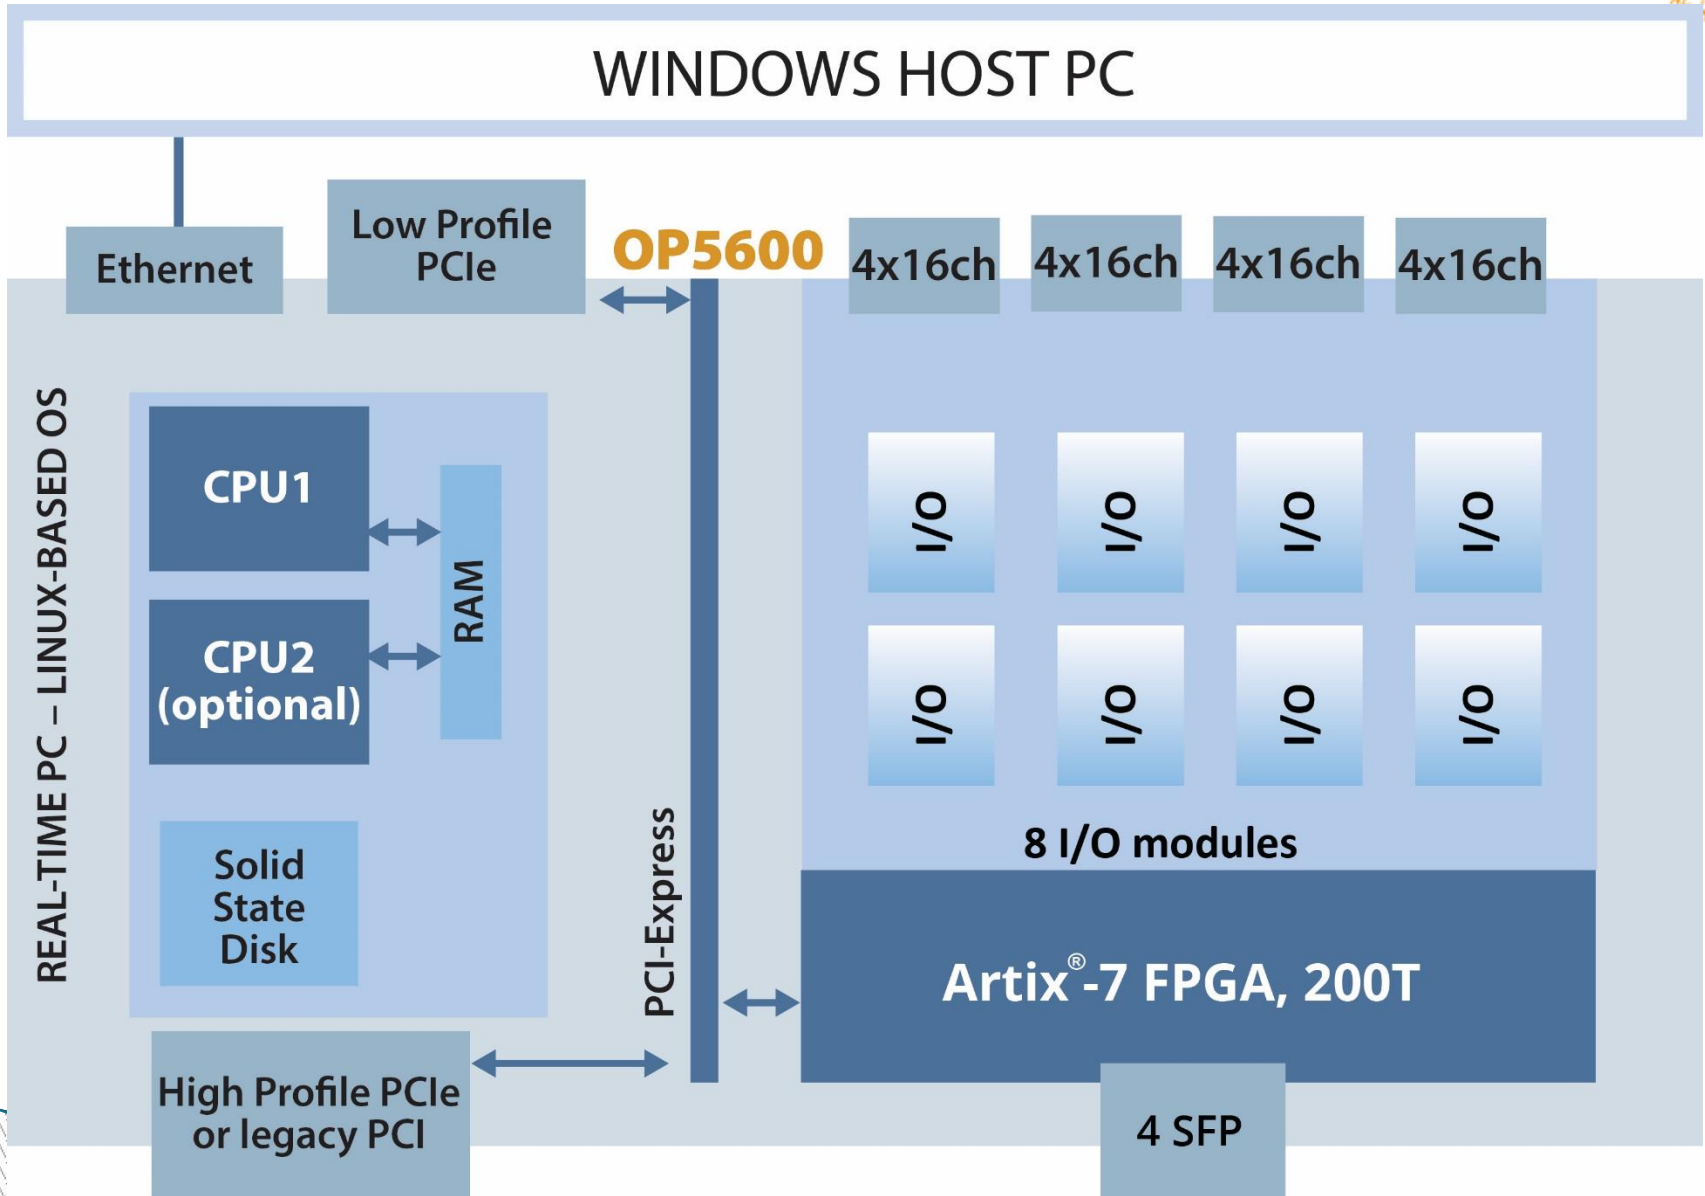 WINDOWS HOST PC
Ethernet
Low Profile
PCIe
OP5600
4x16ch
4x16ch
4x16ch
4x16ch
REAL-TIME PC – LINUX-BASED OS
CPU1
CPU2
(optional)
RAM
Solid
State
Disk
PCI-Express
I/O
I/O
I/O
I/O
I/O
I/O
I/O
I/O
8 I/O modules
Artix®-7 FPGA, 200T
High Profile PCIe
or legacy PCI
4 SFP